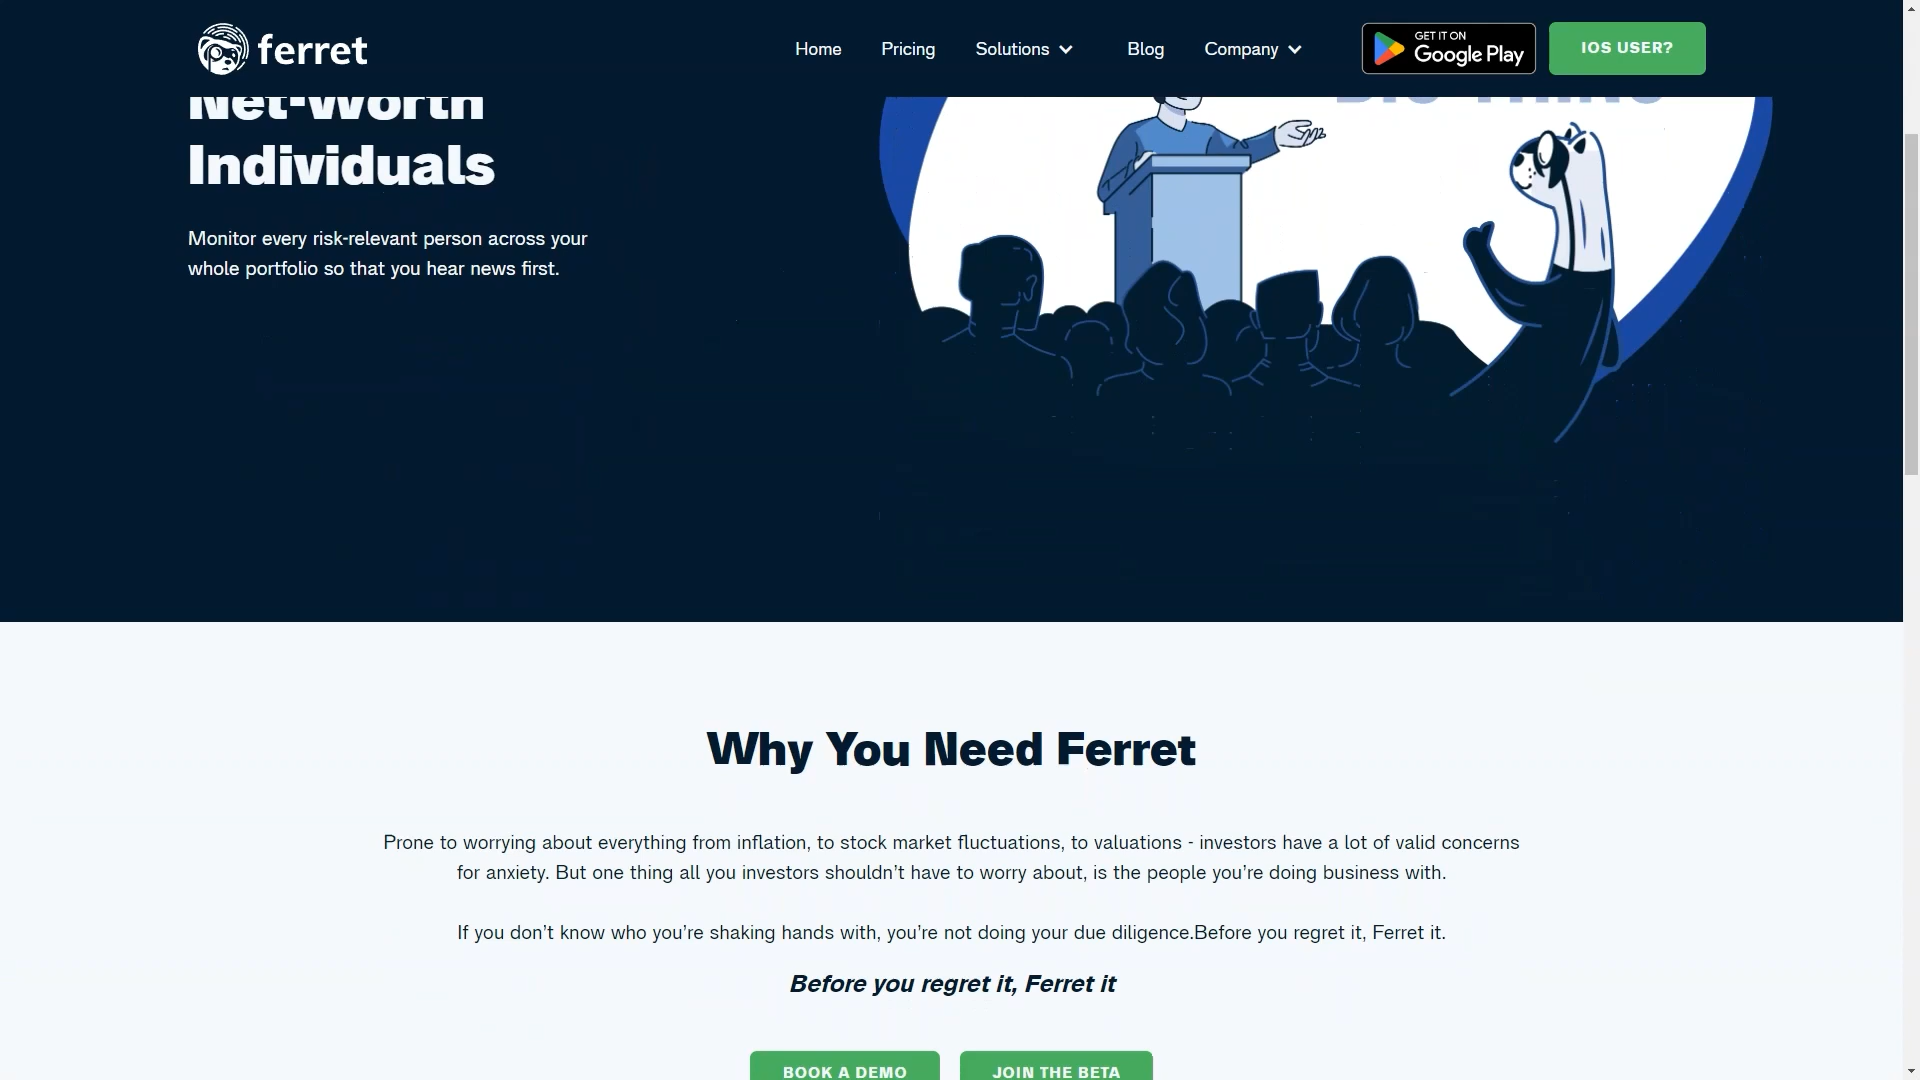 ferret
Home
Pricing
Solutions
Blog
Company
GET IT ON
Google Play
IOS USER?
Net-Worth
Individuals
Monitor every risk-relevant person across your
whole portfolio so that you hear news first.
Why You Need Ferret
Prone to worrying about everything from inflation, to stock market fluctuations, to valuations - investors have a lot of valid concerns
for anxiety. But one thing all you investors shouldn’t have to worry about, is the people you’re doing business with.
If you don’t know who you’re shaking hands with, you’re not doing your due diligence.Before you regret it, Ferret it.
Before you regret it, Ferret it
BOOK A DEMO
JOIN THE BETA